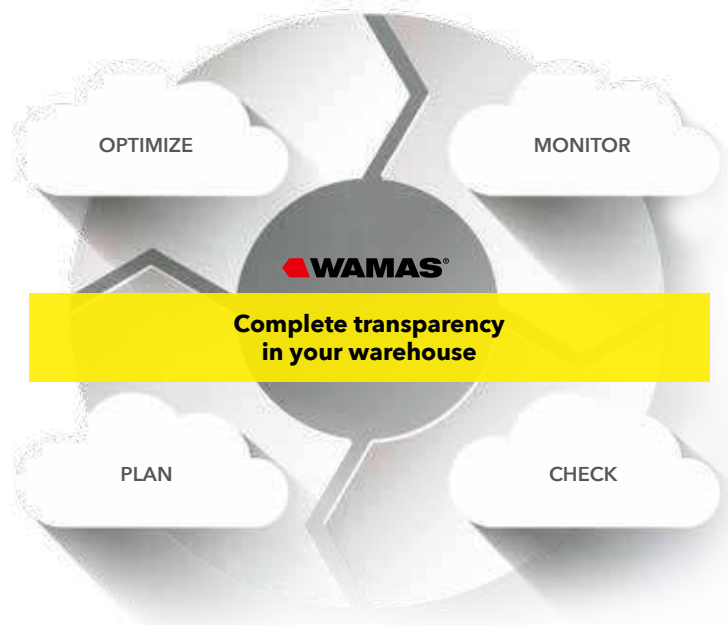 OPTIMIZE
MONITOR
WAMAS®
Complete transparency
in your warehouse
PLAN
CHECK